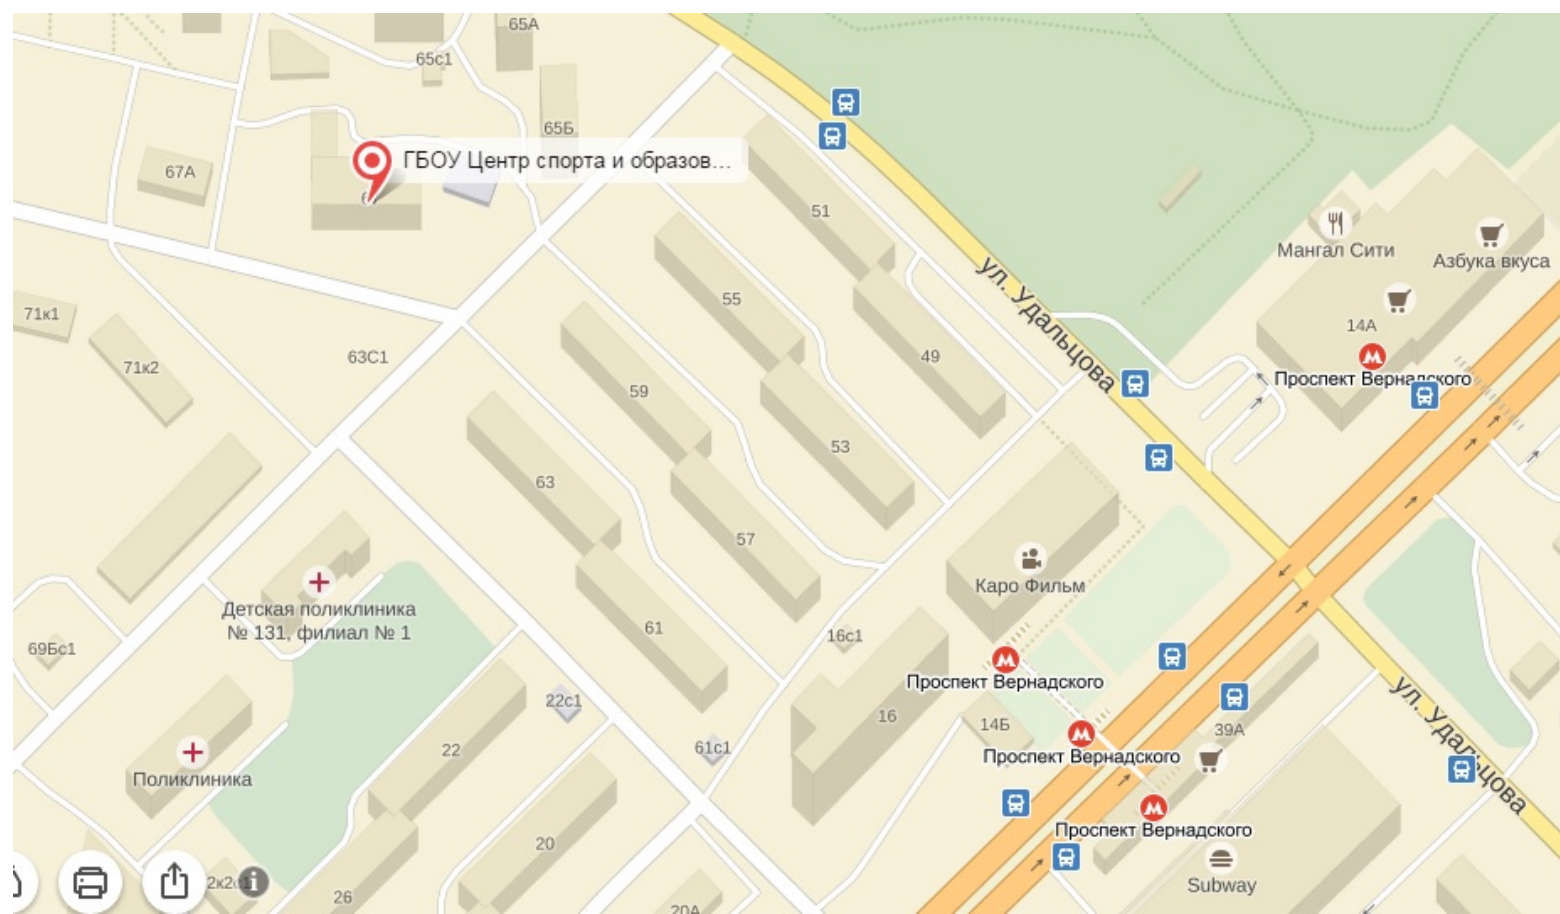 65А
65с1
65Б
ГБОУ Центр спорта и образов...
67А
51
ул. Удальцова
Мангал Сити
Азбука вкуса
71к1
55
14А
63С1
49
71к2
Проспект Вернадского
59
53
63
57
Каро Фильм
Детская поликлиника
№ 131, филиал № 1
61
16с1
69Бс1
Проспект Вернадского
22с1
16
14Б
39А
ул. Удальцова
22
61с1
Проспект Вернадского
Поликлиника
Проспект Вернадского
20
Subway
26
20А